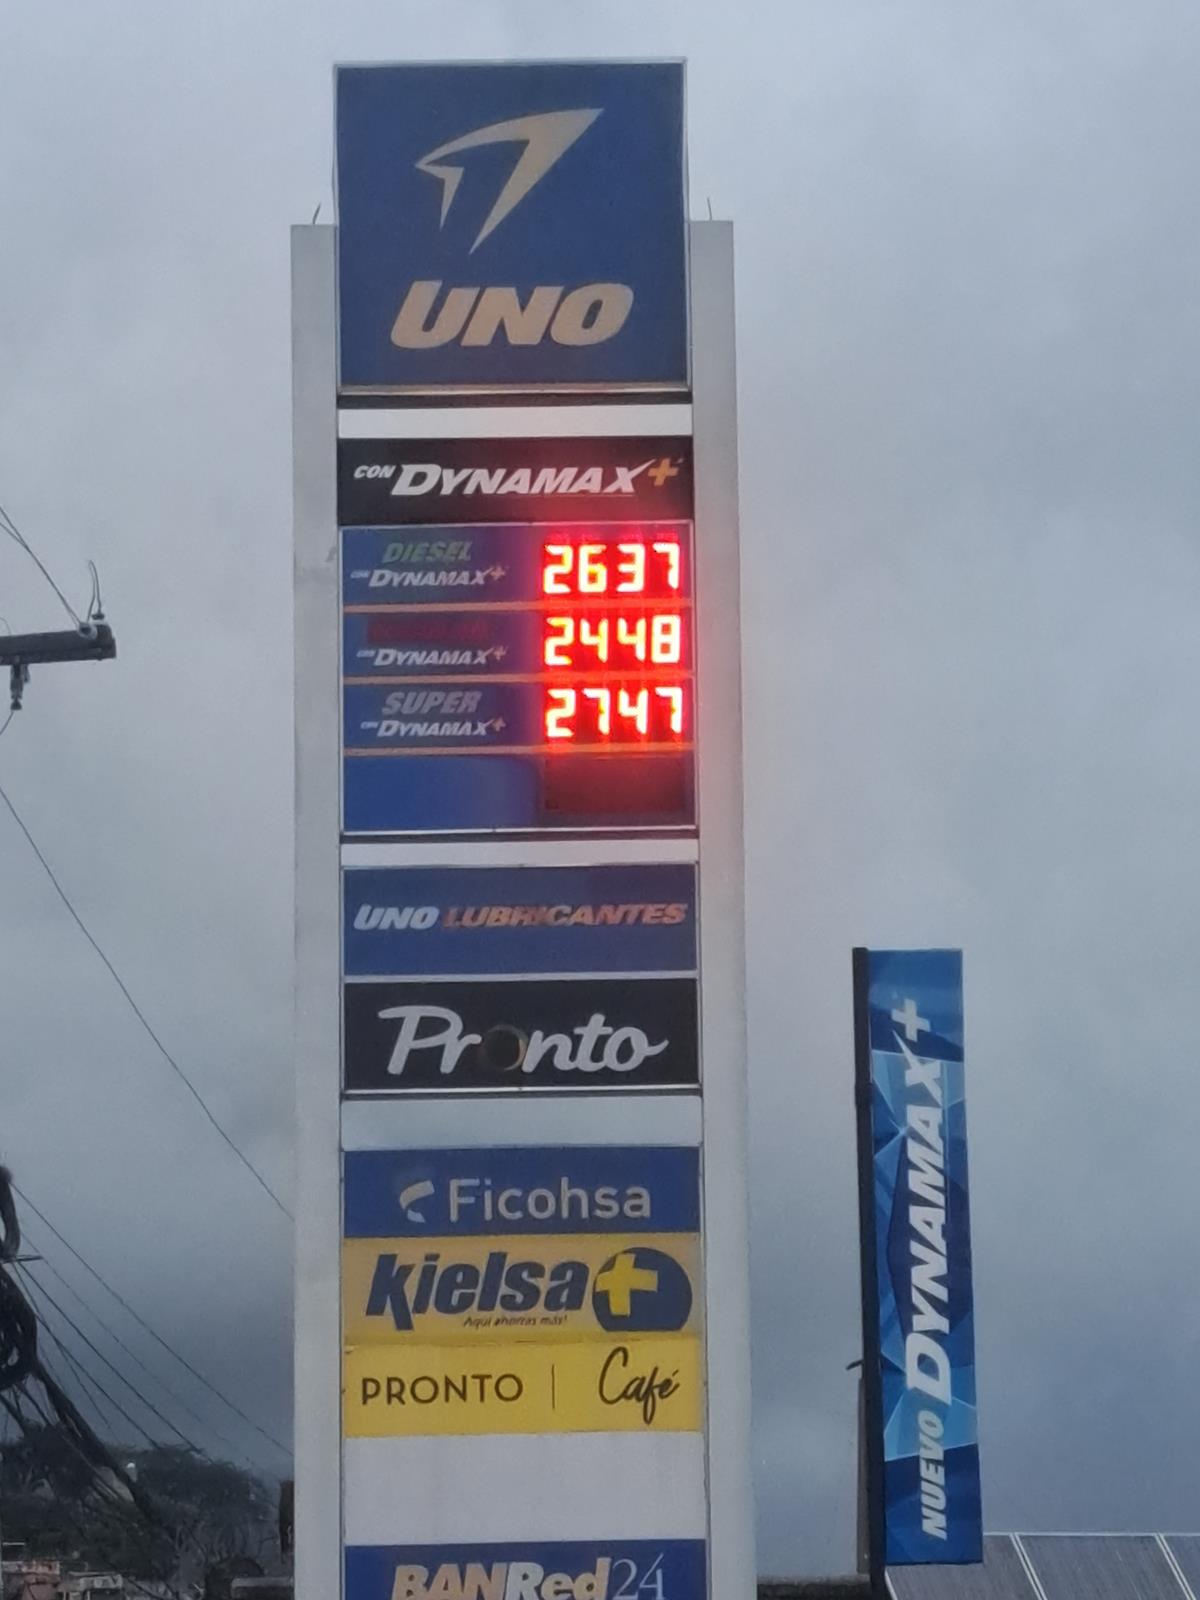 UNO
CON DYNAMAX+
DIESEL 2637
CON DYNAMAX+
2448
CON DYNAMAX+
SUPER 2747
CON DYNAMAX+
UNO LUBRICANTES
Pronto
Ficohsa
kielsa
Aquí ahorras más!
PRONTO | Café
BANRed24
NUEVO DYNAMAX+